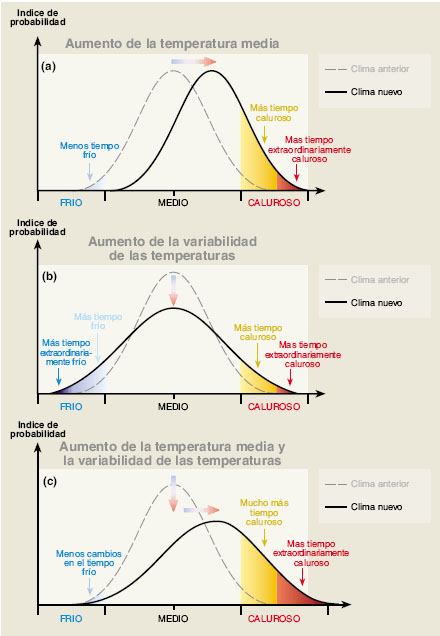 Indice de
probabilidad
Aumento de la temperatura media
(a)
Clima anterior
Clima nuevo
Más tiempo
caluroso
Menos tiempo
frío
Mas tiempo
extraordinariamente
caluroso
FRIO
MEDIO
CALUROSO
Indice de
probabilidad
Aumento de la variabilidad
de las temperaturas
(b)
Clima anterior
Clima nuevo
Más tiempo
frío
Más tiempo
extraordinaria-
mente frío
Más tiempo
caluroso
Mas tiempo
extraordinariamente
caluroso
FRIO
MEDIO
CALUROSO
Indice de
probabilidad
Aumento de la temperatura media y
la variabilidad de las temperaturas
(c)
Clima anterior
Clima nuevo
Mucho más
tiempo
caluroso
Menos cambios
en el tiempo
frío
Mas tiempo
extraordinariamente
caluroso
FRIO
MEDIO
CALUROSO